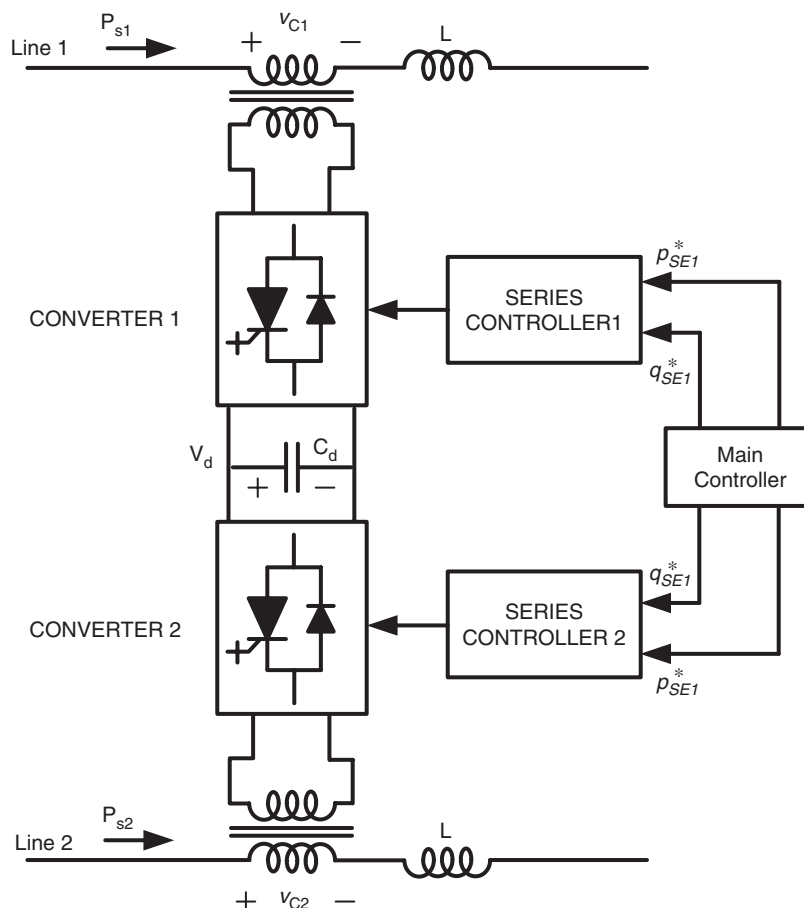 P_s1
v_C1
+ −
Line 1
L
p*_SE1
SERIES
CONTROLLER1
CONVERTER 1
+
q*_SE1
V_d
C_d
+ −
Main
Controller
q*_SE1
SERIES
CONTROLLER 2
CONVERTER 2
+
p*_SE1
P_s2
L
Line 2
+ v_C2 −